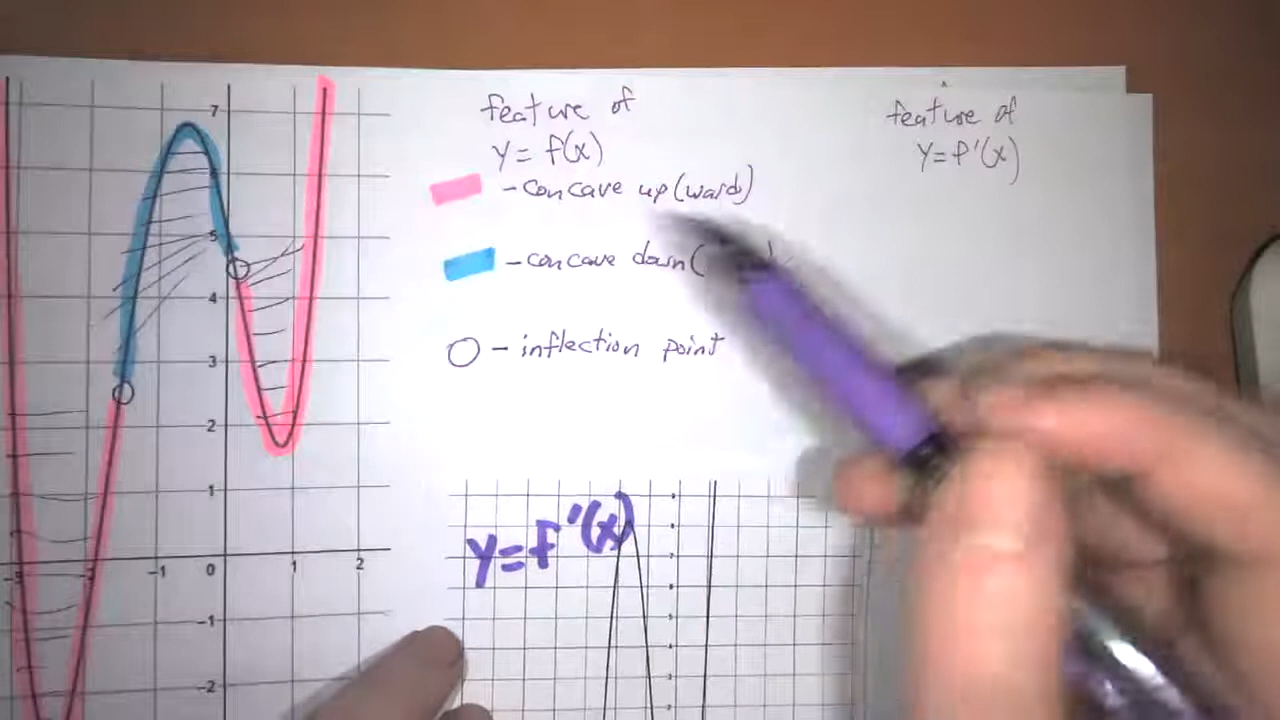 7
5
4
3
2
1
-1
0
1
2
-1
-2
feature of
y = f(x)
- concave up (ward)
- concave down (
- inflection point
feature of
y = f'(x)
y = f'(x)